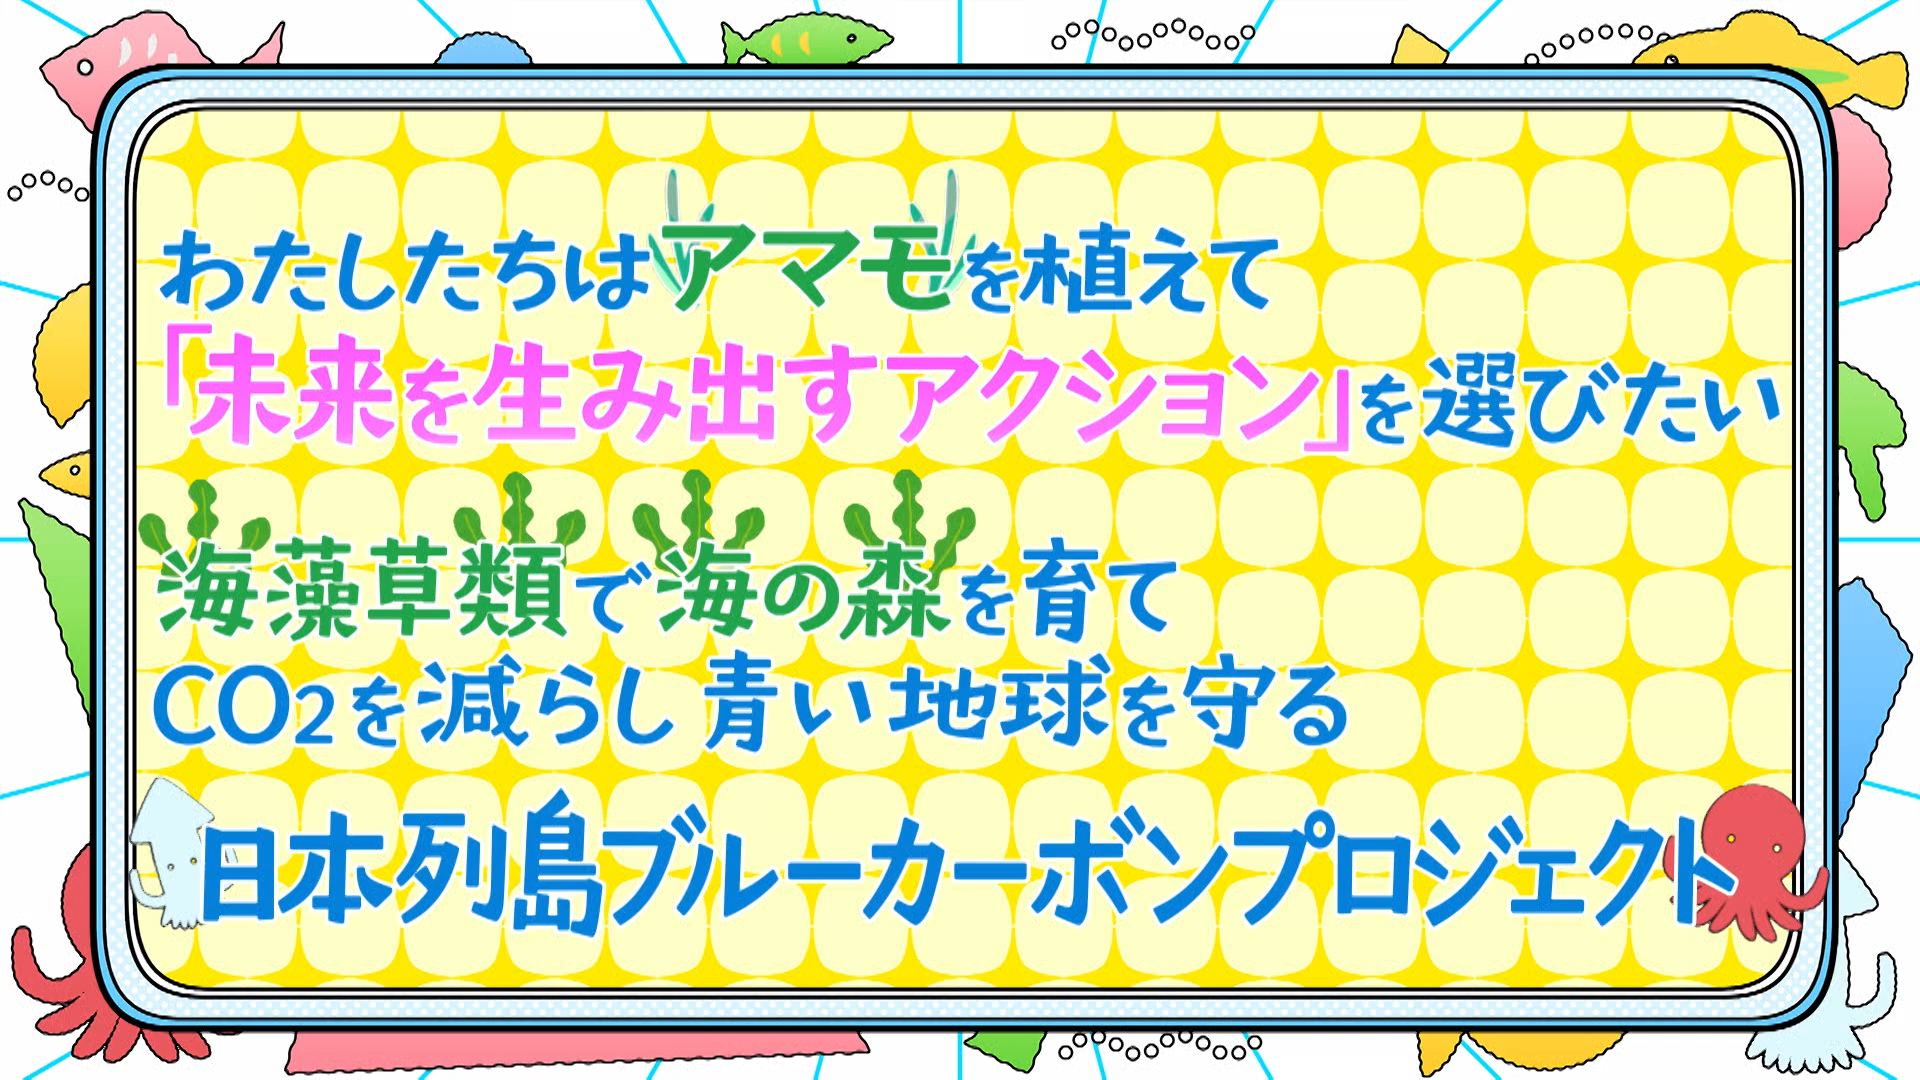 わたしたちはアマモを植えて
「未来を生み出すアクション」を選びたい
海藻草類で海の森を育て
CO2を減らし 青い地球を守る
日本列島ブルーカーボンプロジェクト